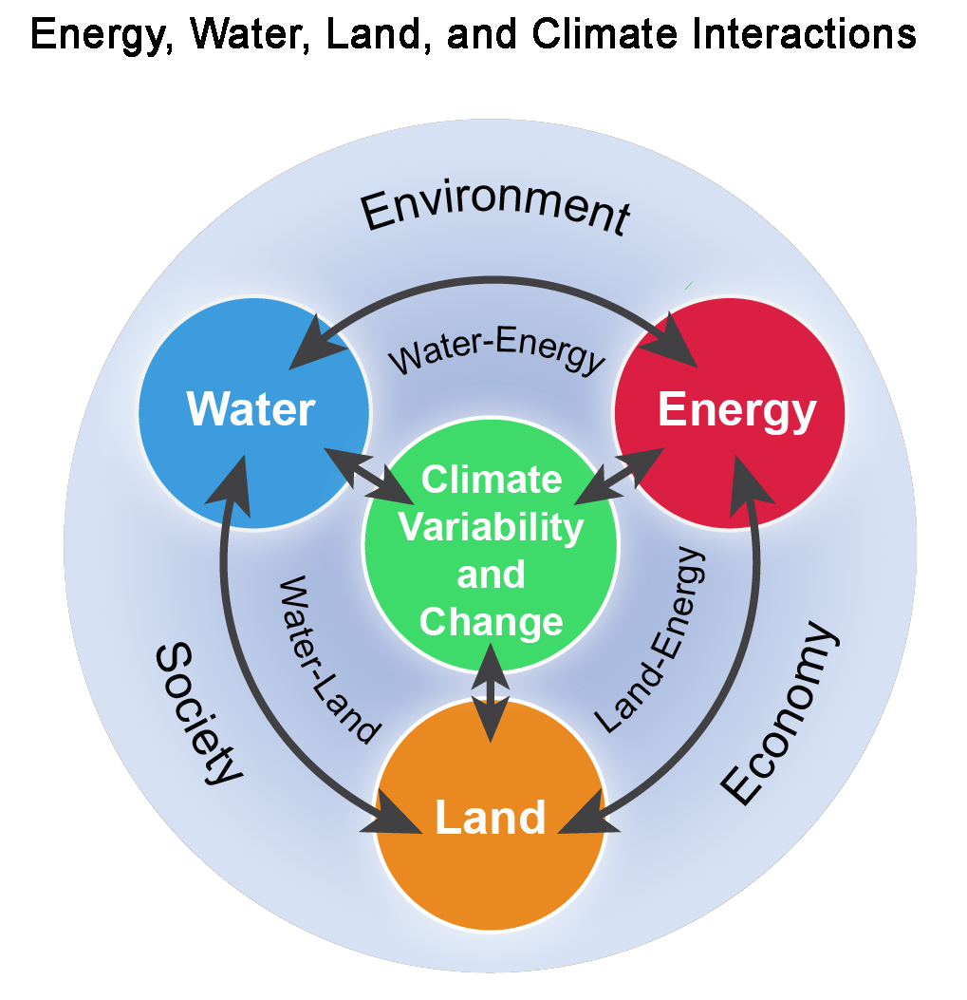 Energy, Water, Land, and Climate Interactions
Environment
Water-Energy
Water
Energy
Climate
Variability
and
Change
Water-Land
Land-Energy
Society
Economy
Land